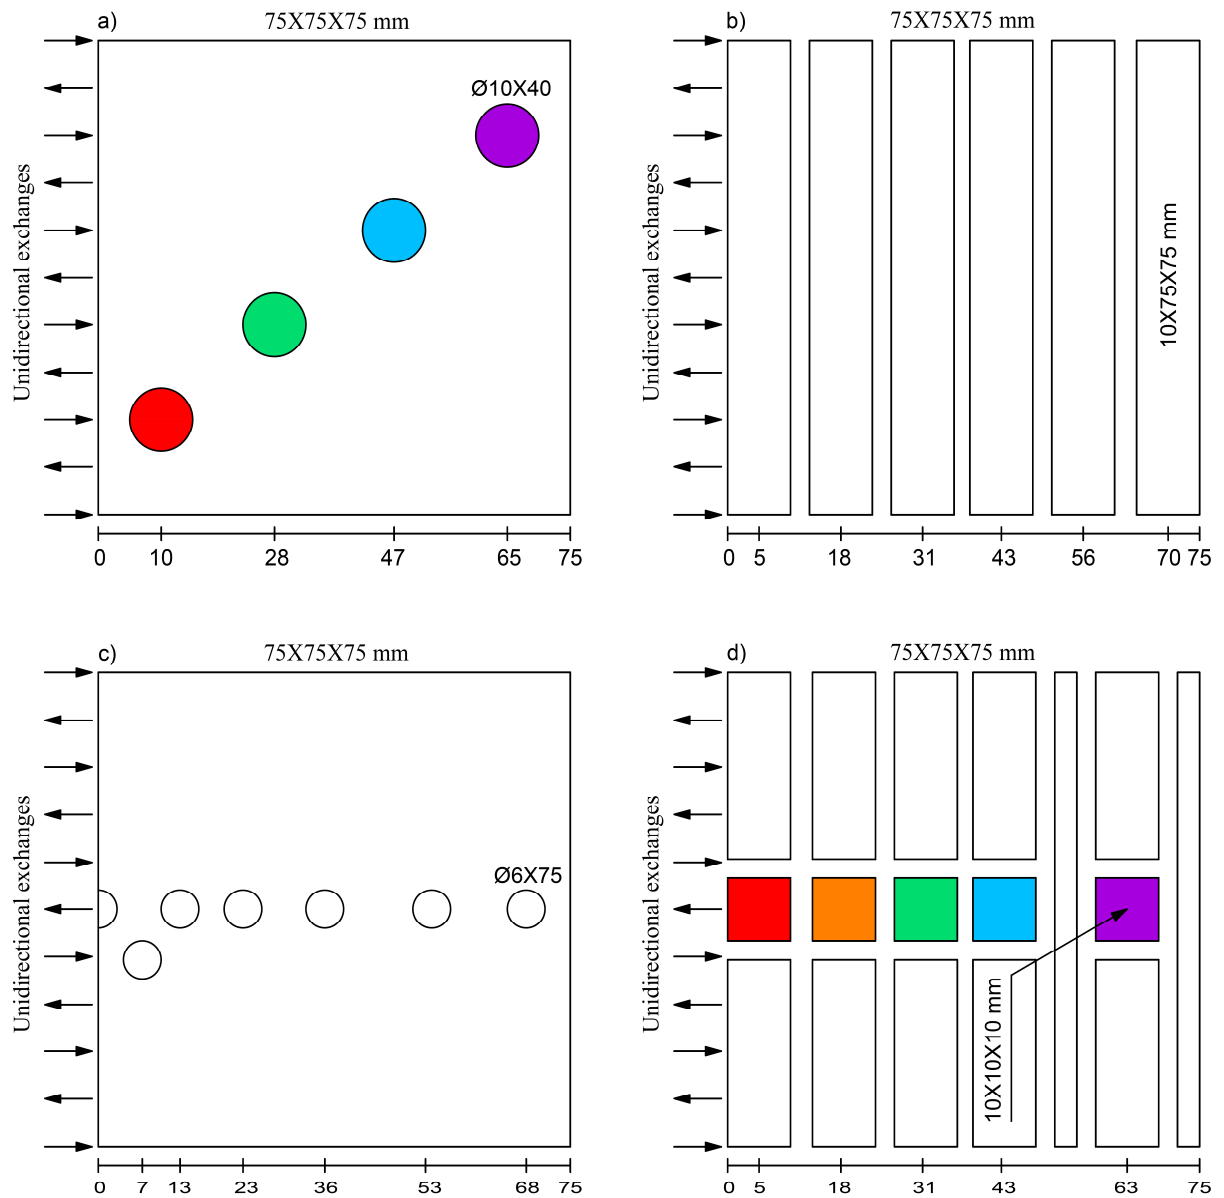 a)
75X75X75 mm
Ø10X40
Unidirectional exchanges
0 10 28 47 65 75
b)
75X75X75 mm
Unidirectional exchanges
10X75X75 mm
0 5 18 31 43 56 70 75
c)
75X75X75 mm
Ø6X75
Unidirectional exchanges
0 7 13 23 36 53 68 75
d)
75X75X75 mm
Unidirectional exchanges
10X10X10 mm
0 5 18 31 43 63 75